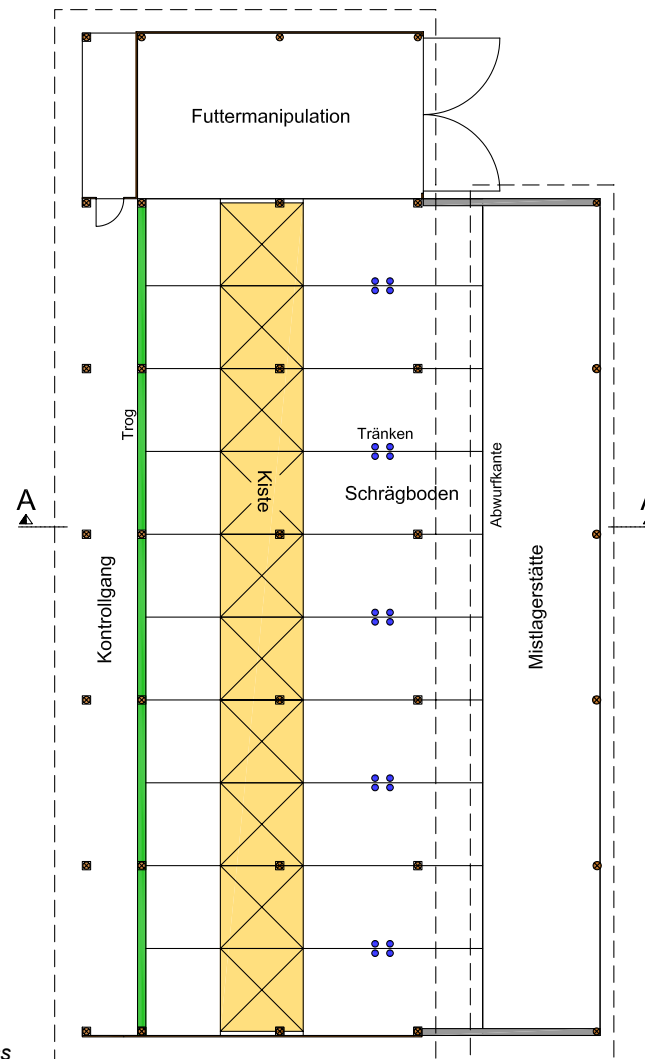 Futtermanipulation
Trog
Tränken
Kiste
Schrägboden
Abwurfkante
A
A
Kontrollgang
Mistlagerstätte
s